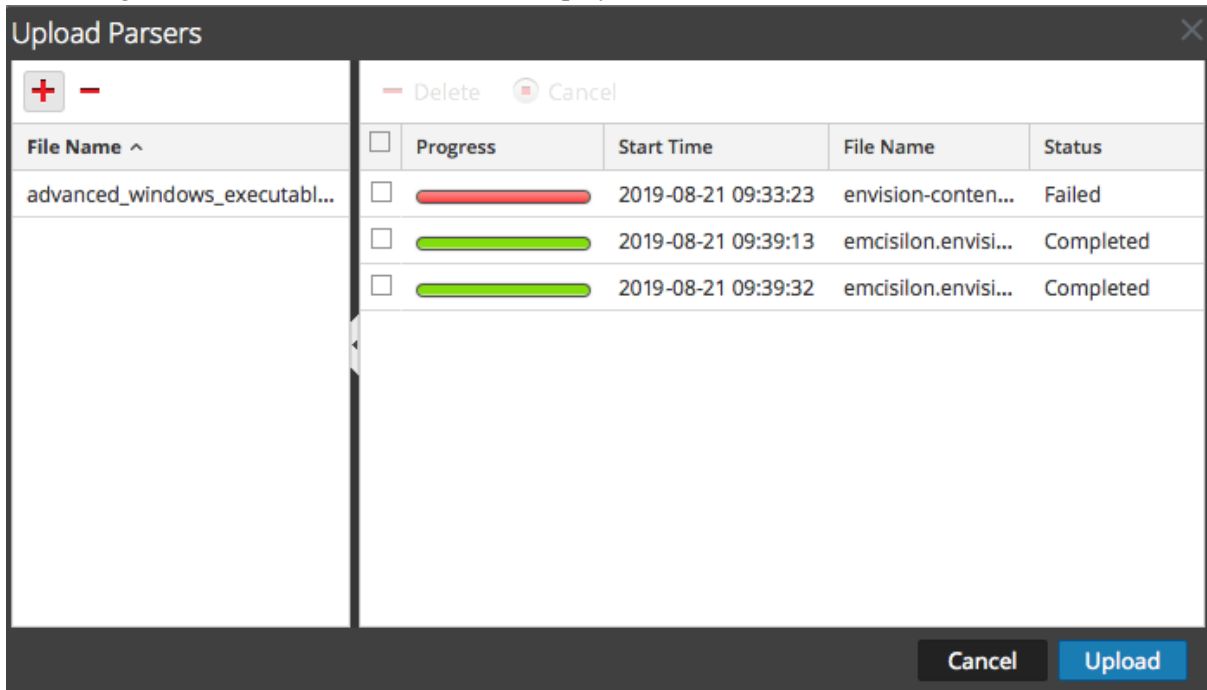 Upload Parsers
Delete Cancel
File Name Progress Start Time File Name Status
advanced_windows_executabl... 2019-08-21 09:33:23 envision-conten... Failed
2019-08-21 09:39:13 emcisilon.envisi... Completed
2019-08-21 09:39:32 emcisilon.envisi... Completed
Cancel Upload